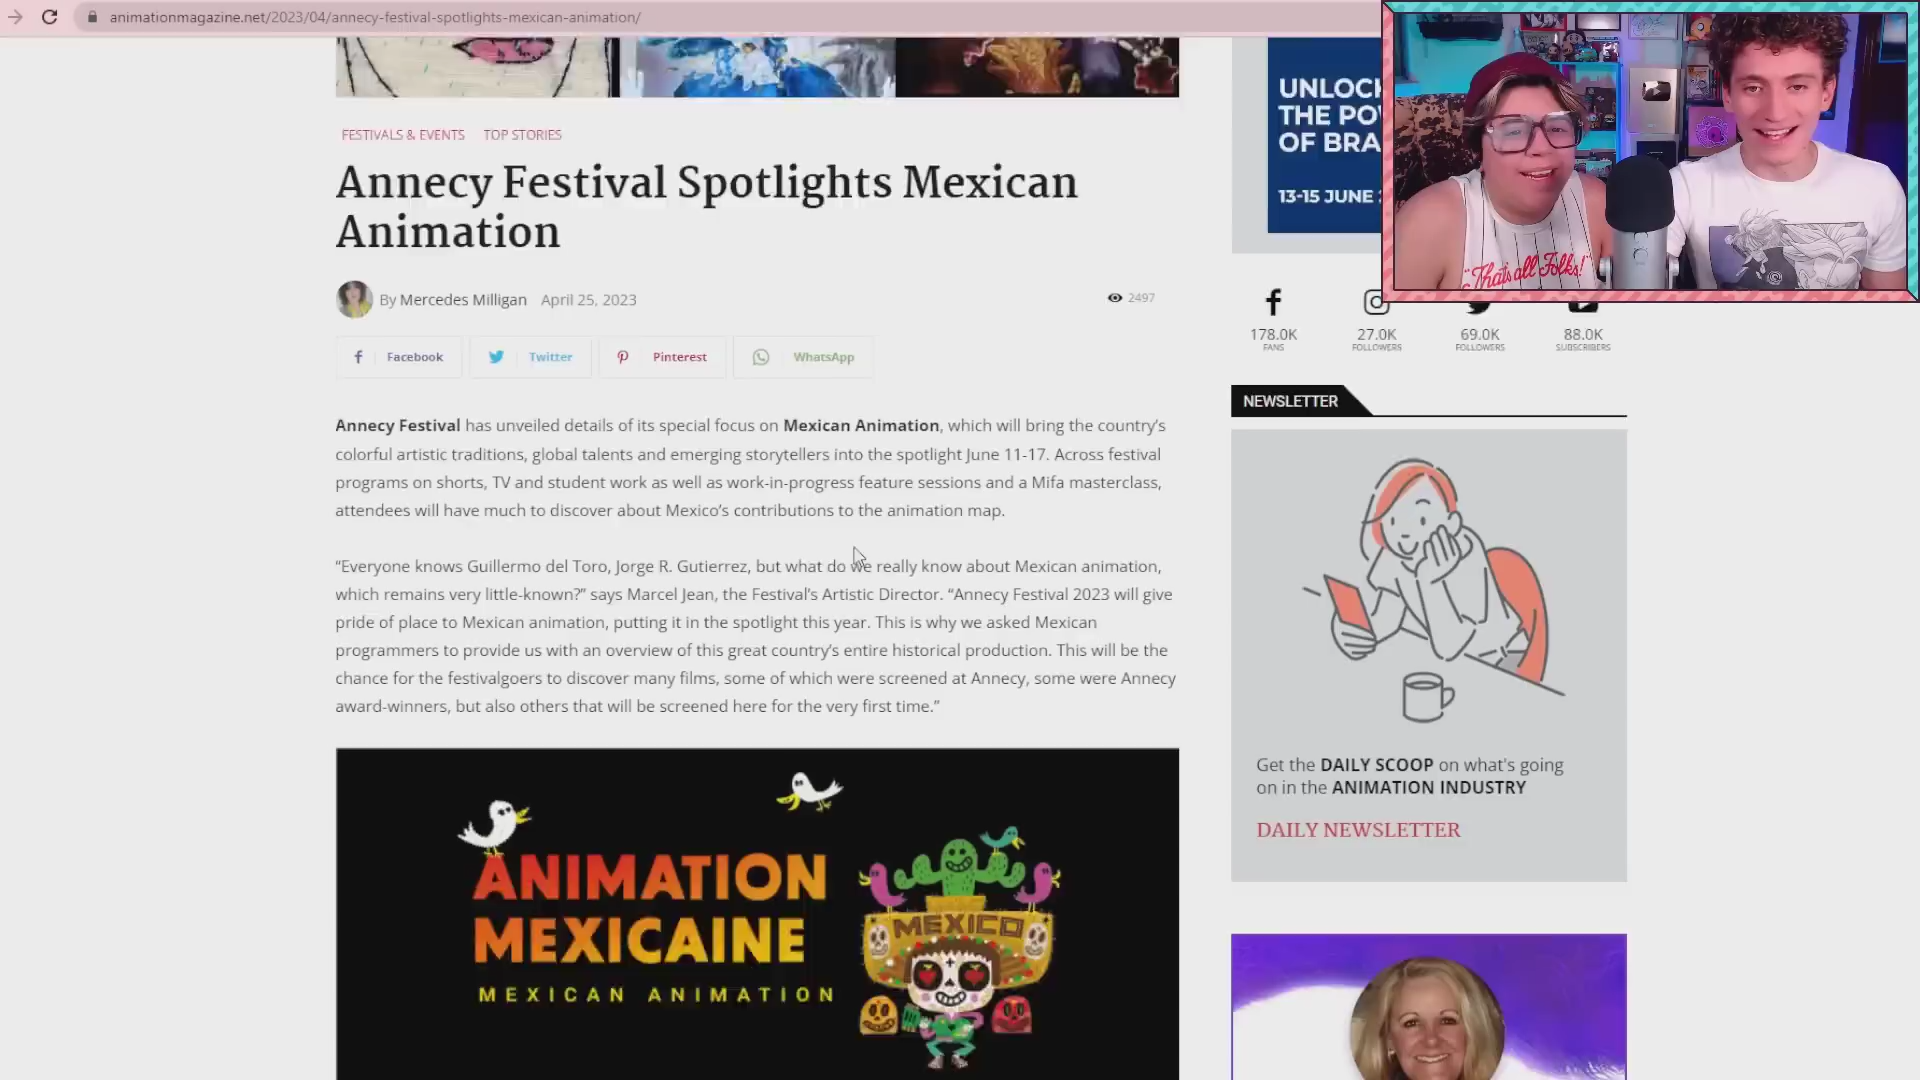 animationmagazine.net/2023/04/annecy-festival-spotlights-mexican-animation/
FESTIVALS & EVENTS TOP STORIES
Annecy Festival Spotlights Mexican
Animation
By Mercedes Milligan April 25, 2023
2497
Facebook Twitter Pinterest WhatsApp
Annecy Festival has unveiled details of its special focus on Mexican Animation, which will bring the country’s
colorful artistic traditions, global talents and emerging storytellers into the spotlight June 11-17. Across festival
programs on shorts, TV and student work as well as work-in-progress feature sessions and a Mifa masterclass,
attendees will have much to discover about Mexico’s contributions to the animation map.
“Everyone knows Guillermo del Toro, Jorge R. Gutierrez, but what do we really know about Mexican animation,
which remains very little-known?” says Marcel Jean, the Festival’s Artistic Director. “Annecy Festival 2023 will give
pride of place to Mexican animation, putting it in the spotlight this year. This is why we asked Mexican
programmers to provide us with an overview of this great country’s entire historical production. This will be the
chance for the festivalgoers to discover many films, some of which were screened at Annecy, some were Annecy
award-winners, but also others that will be screened here for the very first time.”
ANIMATION
MEXICAINE
MEXICAN ANIMATION
MEXICO
UNLOCK
THE PO
OF BRA
13-15 JUNE
"That's all Folks!"
178.0K 27.0K 69.0K 88.0K
FANS FOLLOWERS FOLLOWERS SUBSCRIBERS
NEWSLETTER
Get the DAILY SCOOP on what's going
on in the ANIMATION INDUSTRY
DAILY NEWSLETTER